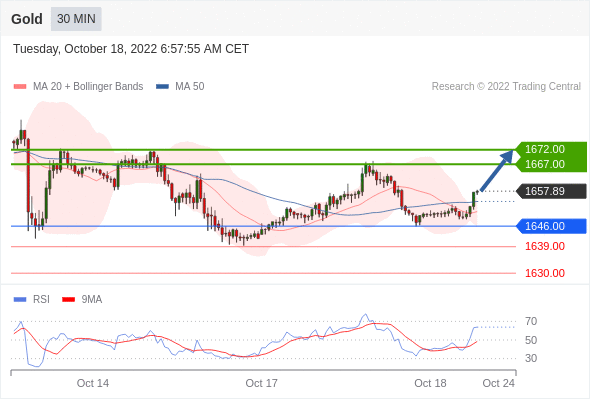 Gold 30 MIN
Tuesday, October 18, 2022 6:57:55 AM CET
MA 20 + Bollinger Bands MA 50 Research © 2022 Trading Central
1672.00
1667.00
1657.89
1646.00
1639.00
1630.00
RSI 9MA
70
50
30
Oct 14 Oct 17 Oct 18 Oct 24